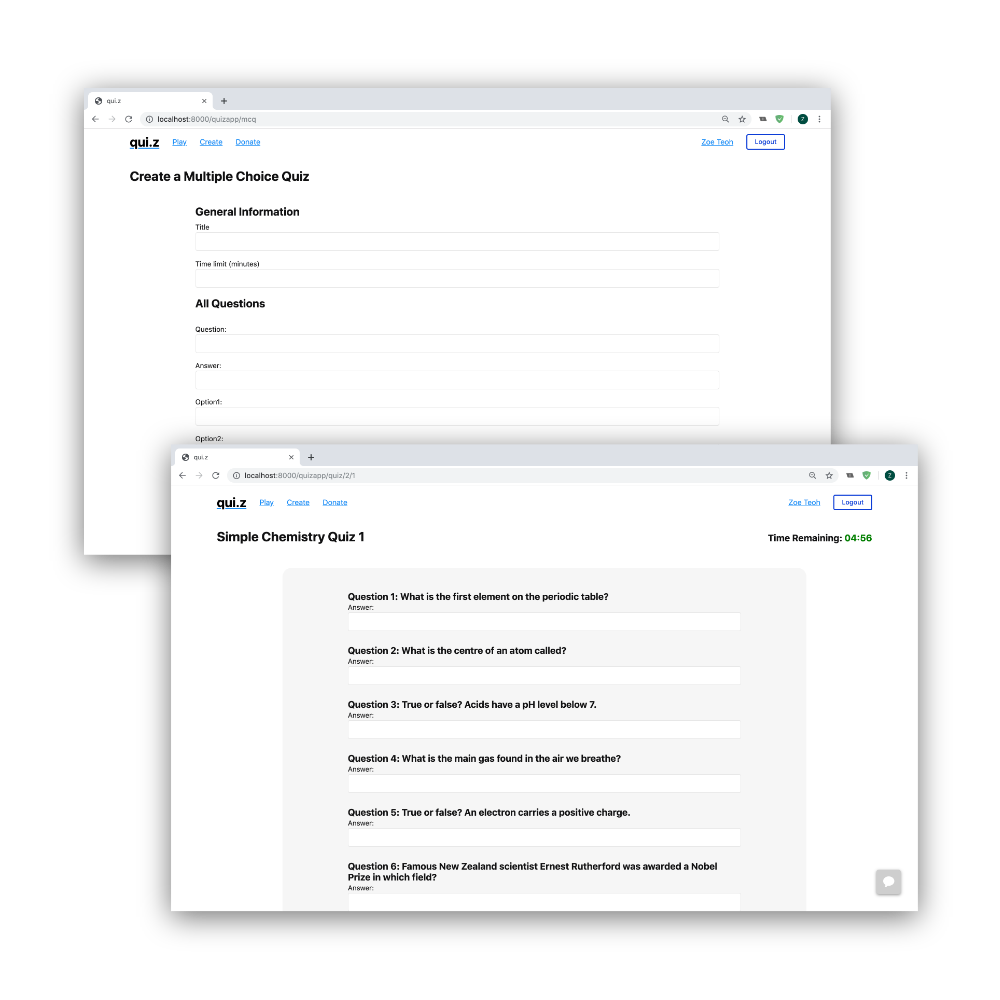 qui.z
localhost:8000/quizapp/mcq
Z
qui.z Play Create Donate Zoe Teoh Logout
Create a Multiple Choice Quiz
General Information
Title
Time limit (minutes)
All Questions
Question:
Answer:
Option1:
Option2:
qui.z
localhost:8000/quizapp/quiz/2/1
Z
qui.z Play Create Donate Zoe Teoh Logout
Simple Chemistry Quiz 1 Time Remaining: 04:56
Question 1: What is the first element on the periodic table?
Answer:
Question 2: What is the centre of an atom called?
Answer:
Question 3: True or false? Acids have a pH level below 7.
Answer:
Question 4: What is the main gas found in the air we breathe?
Answer:
Question 5: True or false? An electron carries a positive charge.
Answer:
Question 6: Famous New Zealand scientist Ernest Rutherford was awarded a Nobel
Prize in which field?
Answer: